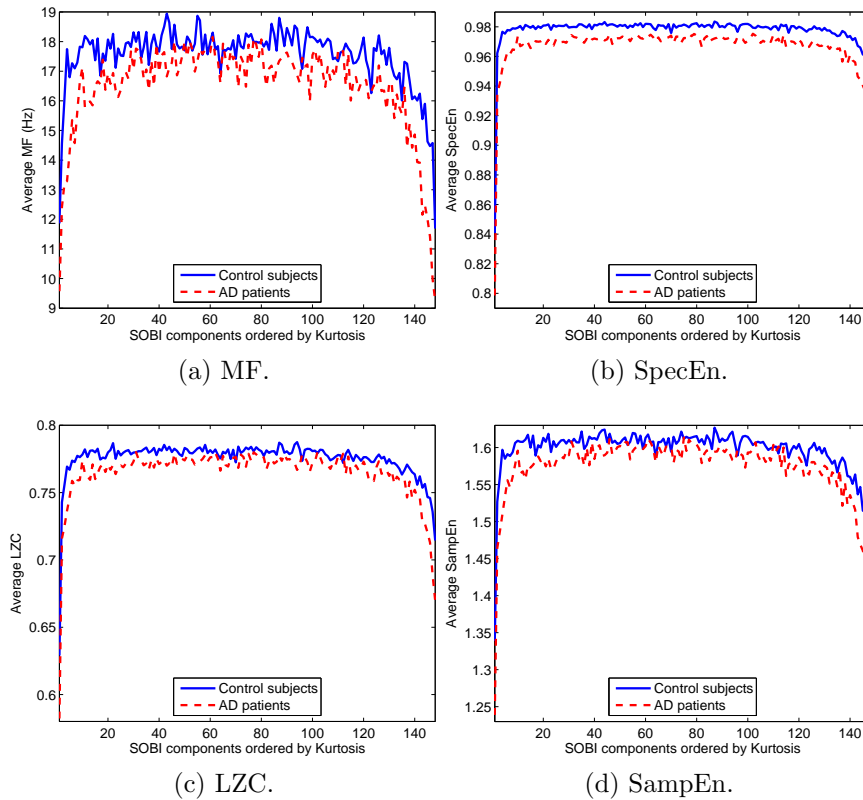 19
18
17
16
15
14
13
12
11
10
9
Average MF (Hz)
Control subjects
AD patients
20 40 60 80 100 120 140
SOBI components ordered by Kurtosis
(a) MF.
0.98
0.96
0.94
0.92
0.9
0.88
0.86
0.84
0.82
0.8
Average SpecEn
Control subjects
AD patients
20 40 60 80 100 120 140
SOBI components ordered by Kurtosis
(b) SpecEn.
0.8
0.75
0.7
0.65
0.6
Average LZC
Control subjects
AD patients
20 40 60 80 100 120 140
SOBI components ordered by Kurtosis
(c) LZC.
1.6
1.55
1.5
1.45
1.4
1.35
1.3
1.25
Average SampEn
Control subjects
AD patients
20 40 60 80 100 120 140
SOBI components ordered by Kurtosis
(d) SampEn.